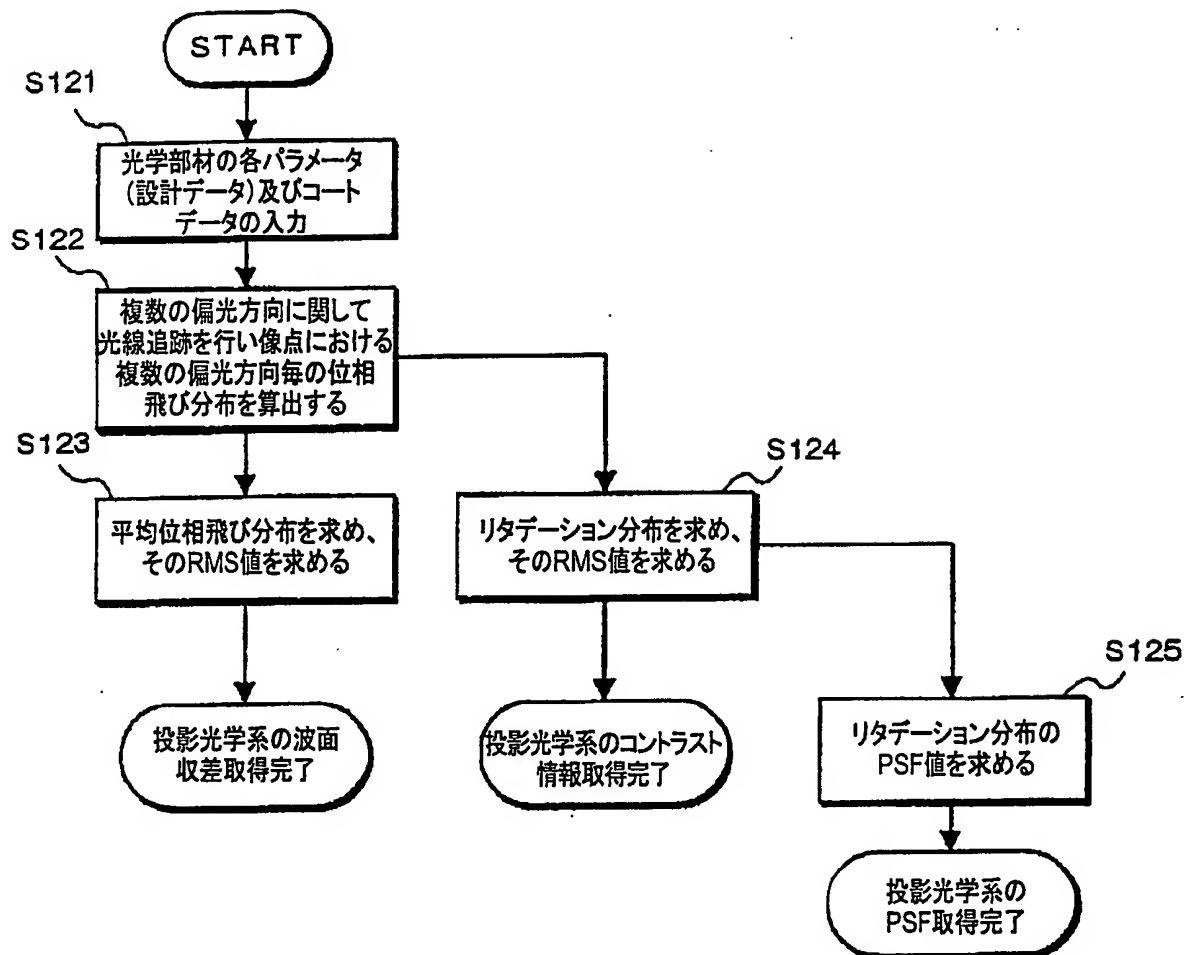 START
S121
光学部材の各パラメータ
(設計データ)及びコート
データの入力
S122
複数の偏光方向に関して
光線追跡を行い像点における
複数の偏光方向毎の位相
飛び分布を算出する
S123
平均位相飛び分布を求め、
そのRMS値を求める
S124
リタデーション分布を求め、
そのRMS値を求める
S125
リタデーション分布の
PSF値を求める
投影光学系の波面
収差取得完了
投影光学系のコントラスト
情報取得完了
投影光学系の
PSF取得完了